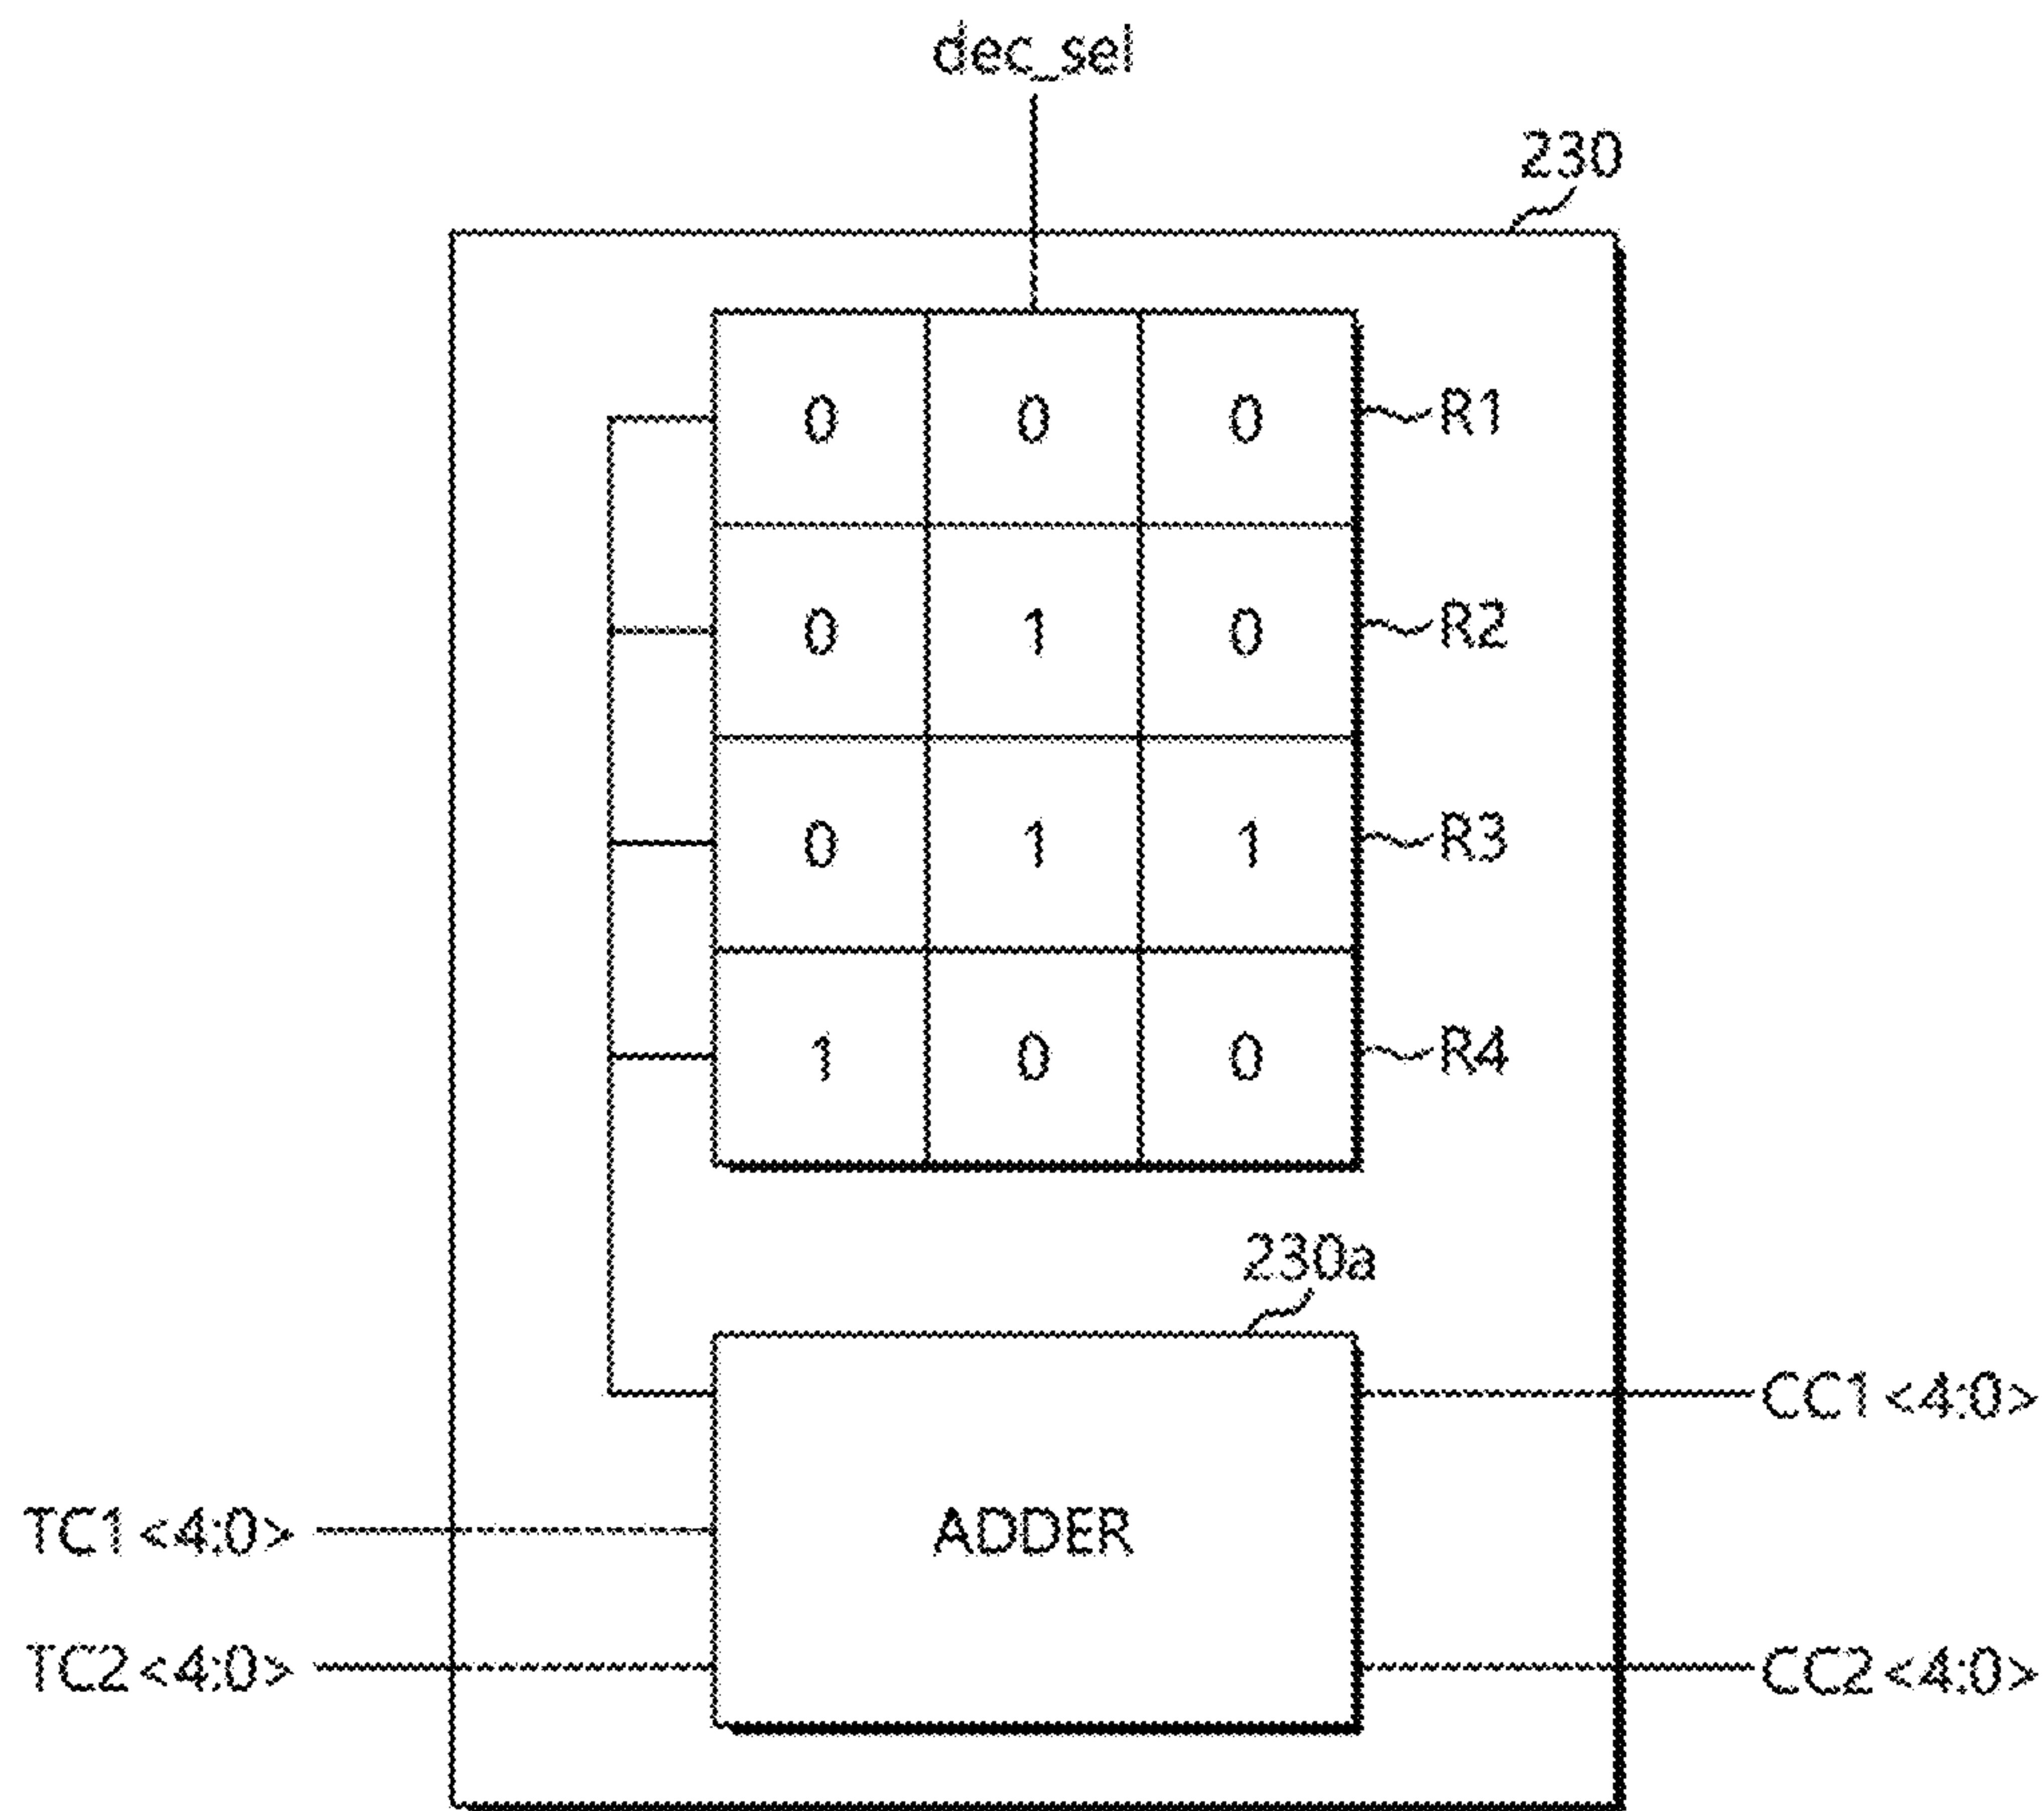 dec_sel
230
0 0 0 R1
0 1 0 R2
0 1 1 R3
1 0 0 R4
230a
CC1<4:0>
TC1<4:0> ADDER
TC2<4:0> CC2<4:0>